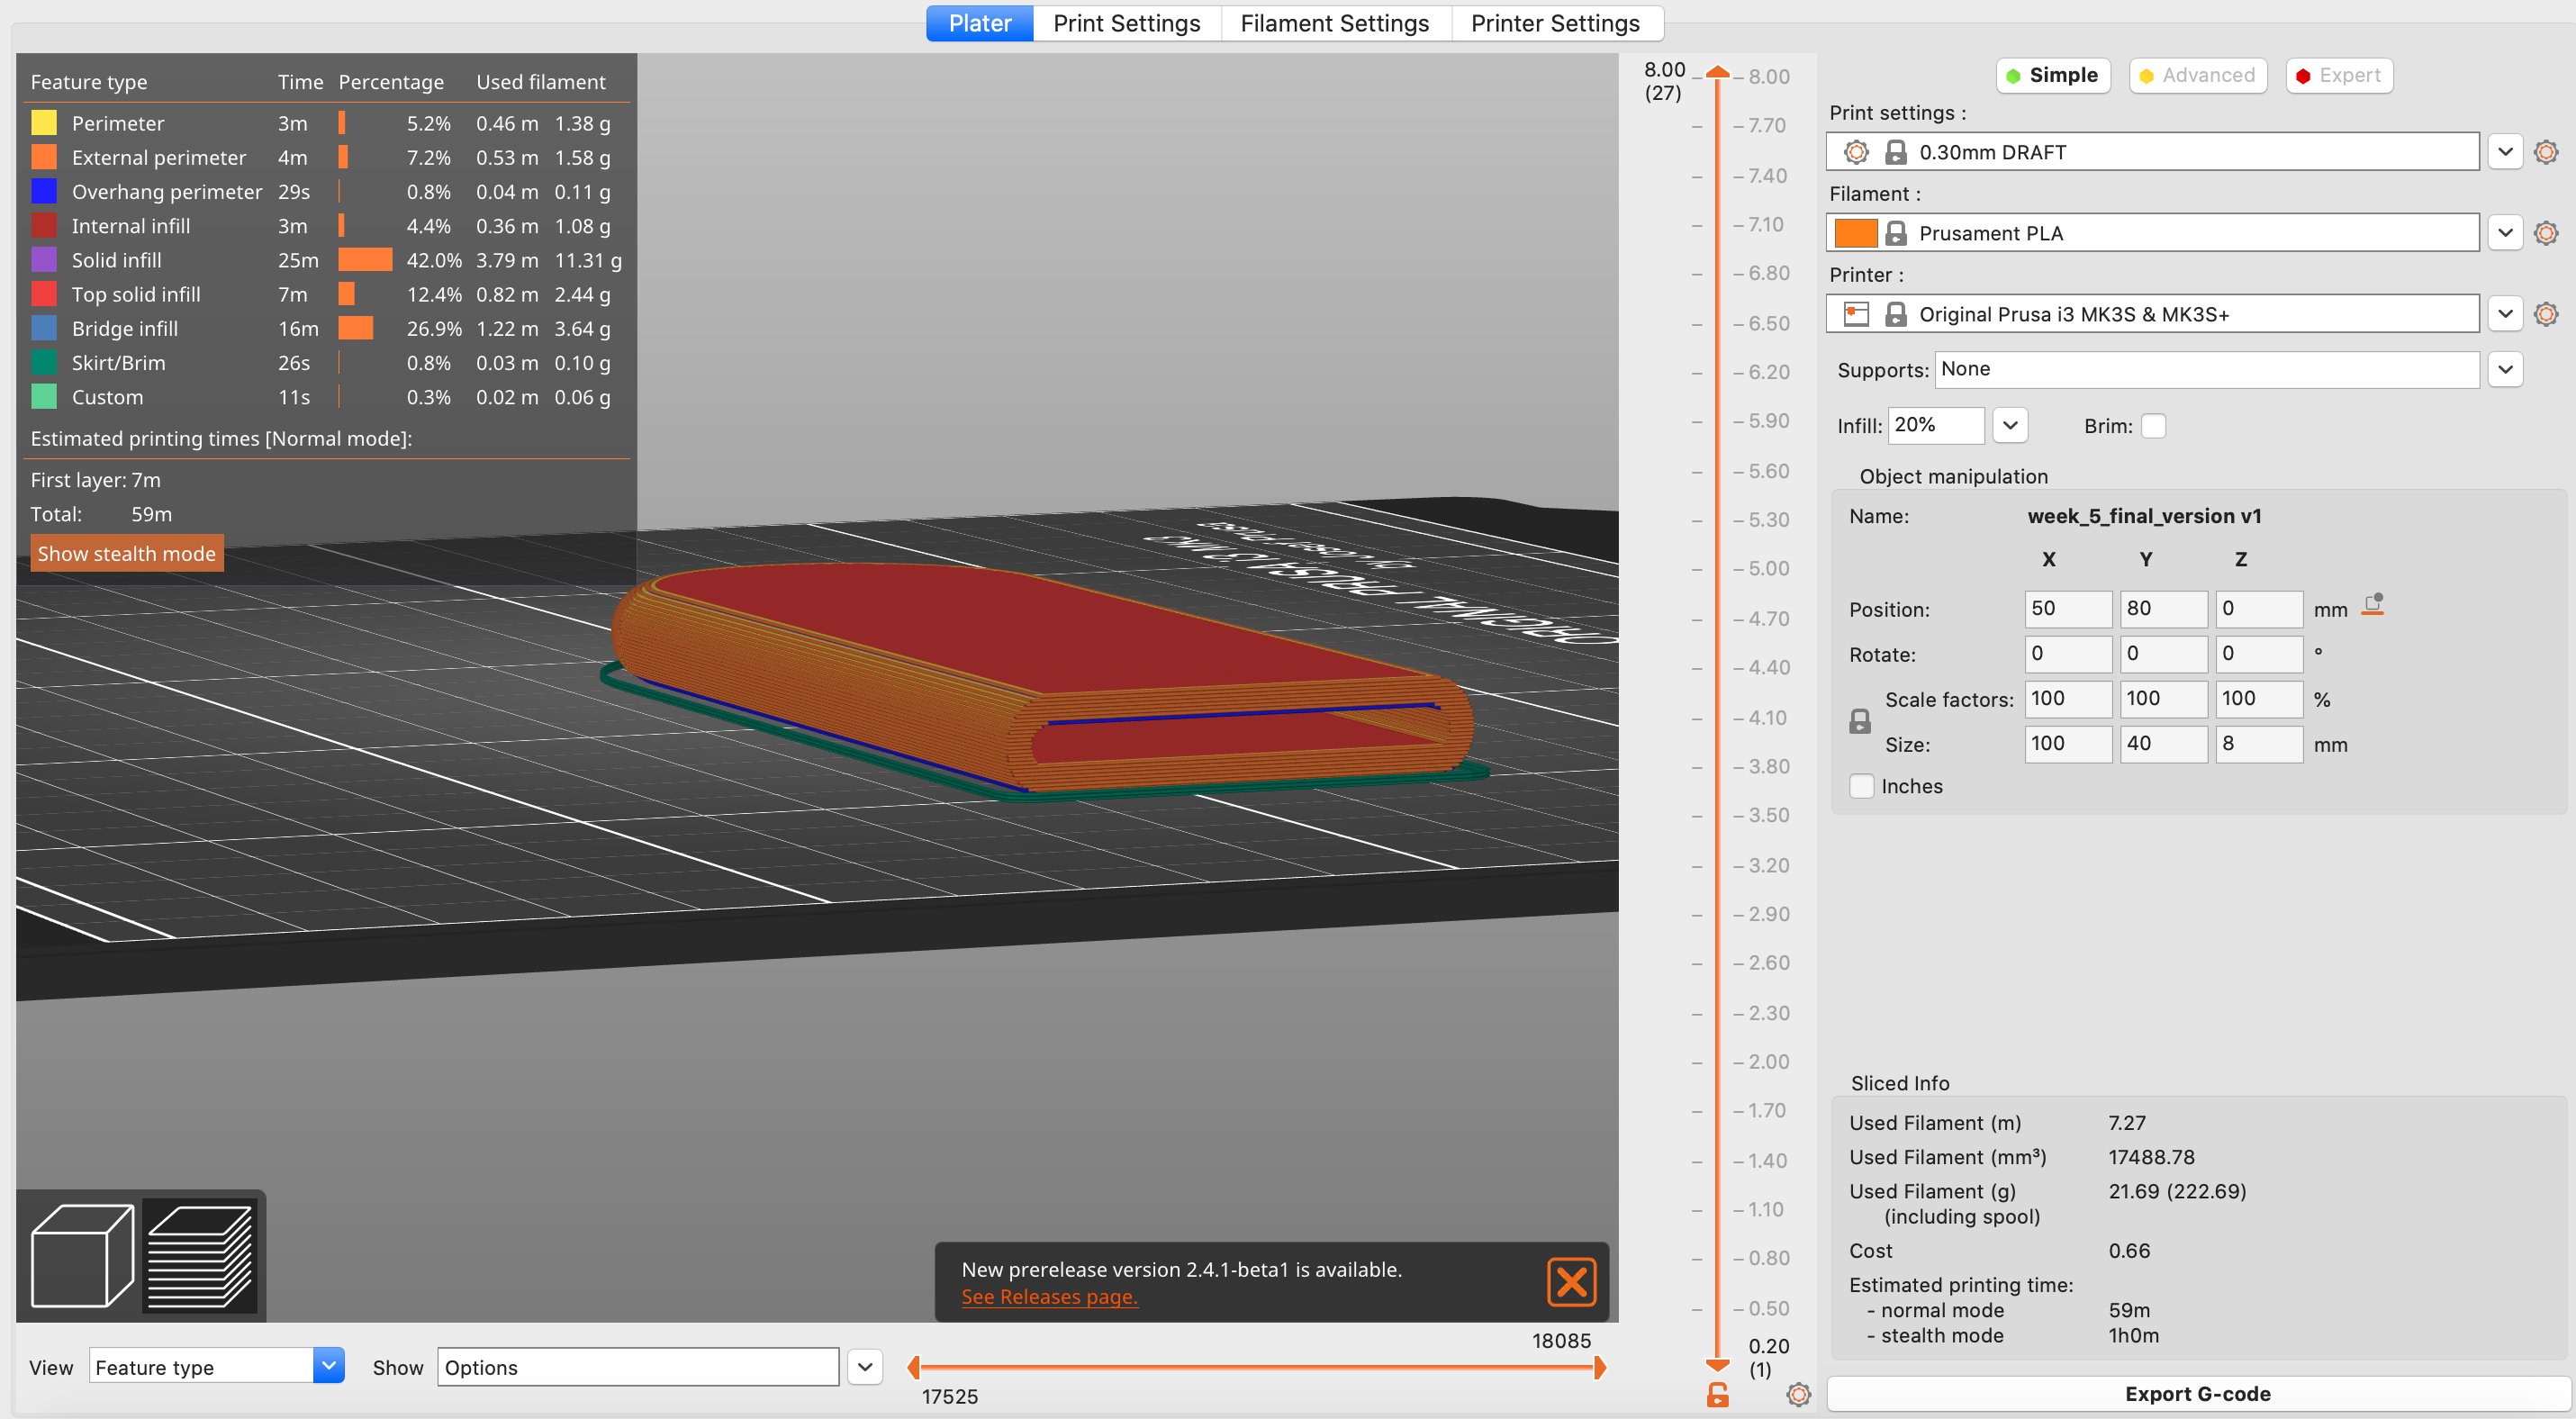 Plater Print Settings Filament Settings Printer Settings
Feature type Time Percentage Used filament
Perimeter 3m 5.2% 0.46 m 1.38 g
External perimeter 4m 7.2% 0.53 m 1.58 g
Overhang perimeter 29s 0.8% 0.04 m 0.11 g
Internal infill 3m 4.4% 0.36 m 1.08 g
Solid infill 25m 42.0% 3.79 m 11.31 g
Top solid infill 7m 12.4% 0.82 m 2.44 g
Bridge infill 16m 26.9% 1.22 m 3.64 g
Skirt/Brim 26s 0.8% 0.03 m 0.10 g
Custom 11s 0.3% 0.02 m 0.06 g
Estimated printing times [Normal mode]:
First layer: 7m
Total: 59m
Show stealth mode
ORIGINAL PRUSA i3 MK3
by Josef Prusa
New prerelease version 2.4.1-beta1 is available.
See Releases page.
View Feature type Show Options
18085
17525
8.00
(27)
8.00
7.70
7.40
7.10
6.80
6.50
6.20
5.90
5.60
5.30
5.00
4.70
4.40
4.10
3.80
3.50
3.20
2.90
2.60
2.30
2.00
1.70
1.40
1.10
0.80
0.50
0.20
(1)
Simple Advanced Expert
Print settings :
0.30mm DRAFT
Filament :
Prusament PLA
Printer :
Original Prusa i3 MK3S & MK3S+
Supports: None
Infill: 20% Brim:
Object manipulation
Name: week_5_final_version v1
X Y Z
Position: 50 80 0 mm
Rotate: 0 0 0 °
Scale factors: 100 100 100 %
Size: 100 40 8 mm
Inches
Sliced Info
Used Filament (m) 7.27
Used Filament (mm³) 17488.78
Used Filament (g) 21.69 (222.69)
(including spool)
Cost 0.66
Estimated printing time:
- normal mode 59m
- stealth mode 1h0m
Export G-code